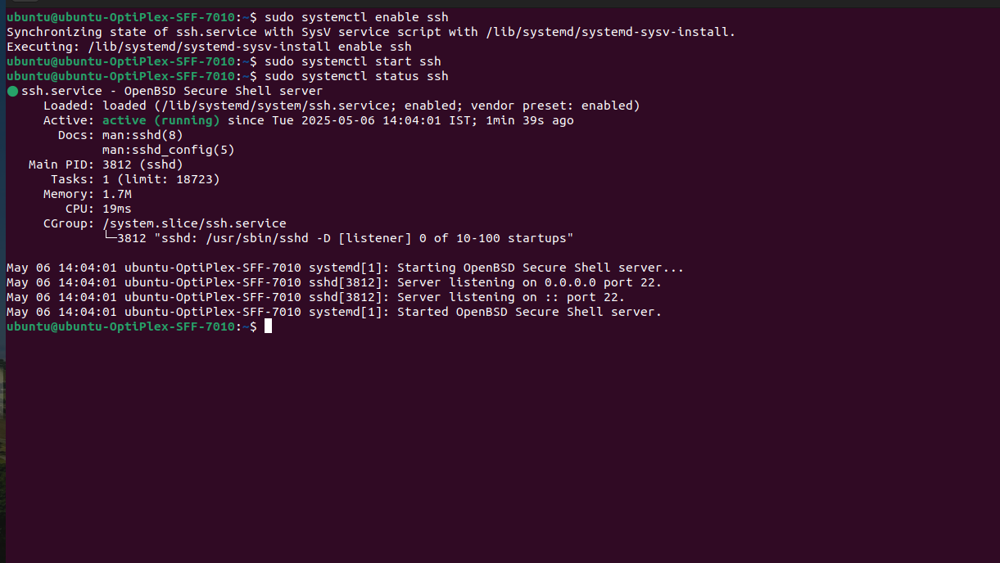 ubuntu@ubuntu-OptiPlex-SFF-7010:~$ sudo systemctl enable ssh
Synchronizing state of ssh.service with SysV service script with /lib/systemd/systemd-sysv-install.
Executing: /lib/systemd/systemd-sysv-install enable ssh
ubuntu@ubuntu-OptiPlex-SFF-7010:~$ sudo systemctl start ssh
ubuntu@ubuntu-OptiPlex-SFF-7010:~$ sudo systemctl status ssh
● ssh.service - OpenBSD Secure Shell server
     Loaded: loaded (/lib/systemd/system/ssh.service; enabled; vendor preset: enabled)
     Active: active (running) since Tue 2025-05-06 14:04:01 IST; 1min 39s ago
       Docs: man:sshd(8)
             man:sshd_config(5)
   Main PID: 3812 (sshd)
      Tasks: 1 (limit: 18723)
     Memory: 1.7M
        CPU: 19ms
     CGroup: /system.slice/ssh.service
             └─3812 "sshd: /usr/sbin/sshd -D [listener] 0 of 10-100 startups"
May 06 14:04:01 ubuntu-OptiPlex-SFF-7010 systemd[1]: Starting OpenBSD Secure Shell server...
May 06 14:04:01 ubuntu-OptiPlex-SFF-7010 sshd[3812]: Server listening on 0.0.0.0 port 22.
May 06 14:04:01 ubuntu-OptiPlex-SFF-7010 sshd[3812]: Server listening on :: port 22.
May 06 14:04:01 ubuntu-OptiPlex-SFF-7010 systemd[1]: Started OpenBSD Secure Shell server.
ubuntu@ubuntu-OptiPlex-SFF-7010:~$